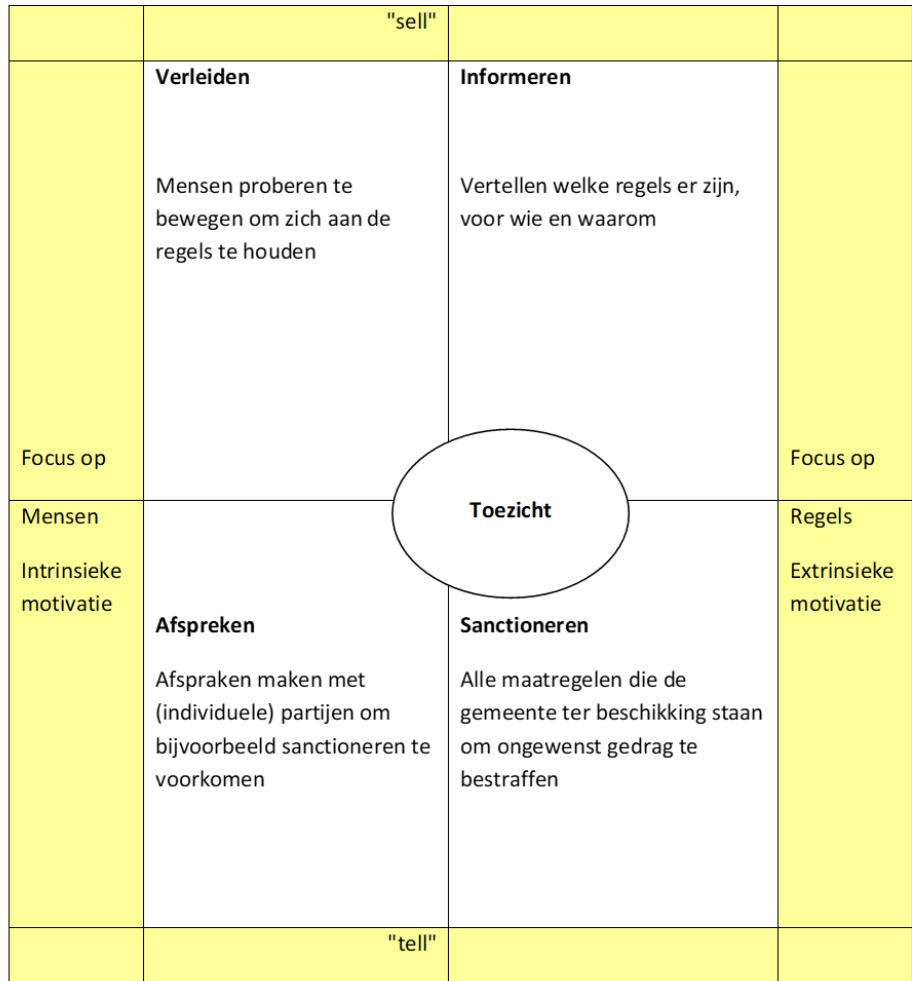 "sell"
Verleiden
Mensen proberen te
bewegen om zich aan de
regels te houden
Informeren
Vertellen welke regels er zijn,
voor wie en waarom
Focus op
Mensen
Intrinsieke
motivatie
Focus op
Regels
Extrinsieke
motivatie
Toezicht
Afspreken
Afspraken maken met
(individuele) partijen om
bijvoorbeeld sanctioneren te
voorkomen
Sanctioneren
Alle maatregelen die de
gemeente ter beschikking staan
om ongewenst gedrag te
bestraffen
"tell"